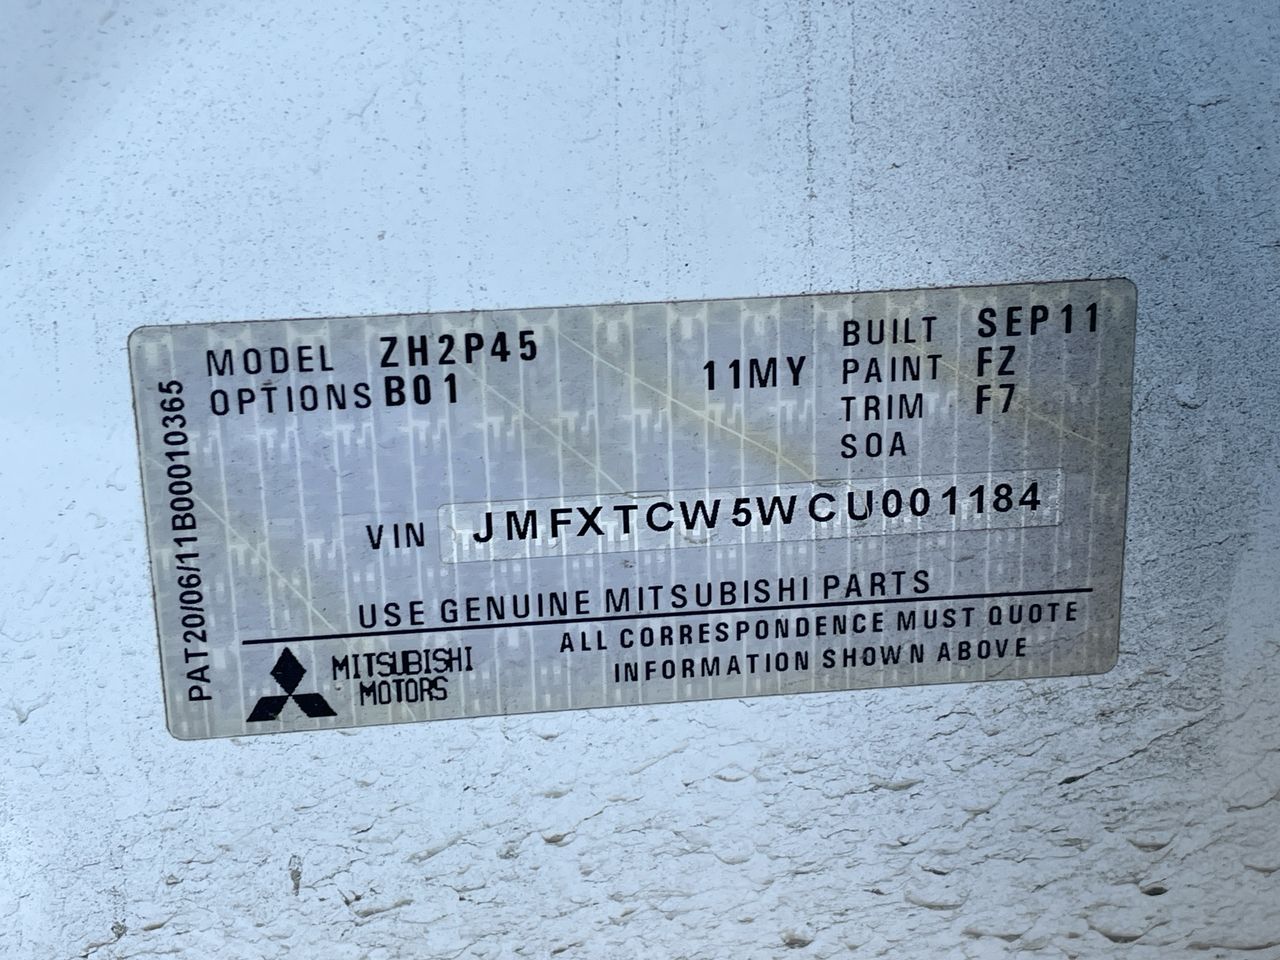 PAT20/06/11B00010365
MODEL ZH2P45
OPTIONS B01
11MY
BUILT SEP11
PAINT FZ
TRIM F7
SOA
VIN JMFXTCW5WCU001184
USE GENUINE MITSUBISHI PARTS
MITSUBISHI
MOTORS
ALL CORRESPONDENCE MUST QUOTE
INFORMATION SHOWN ABOVE